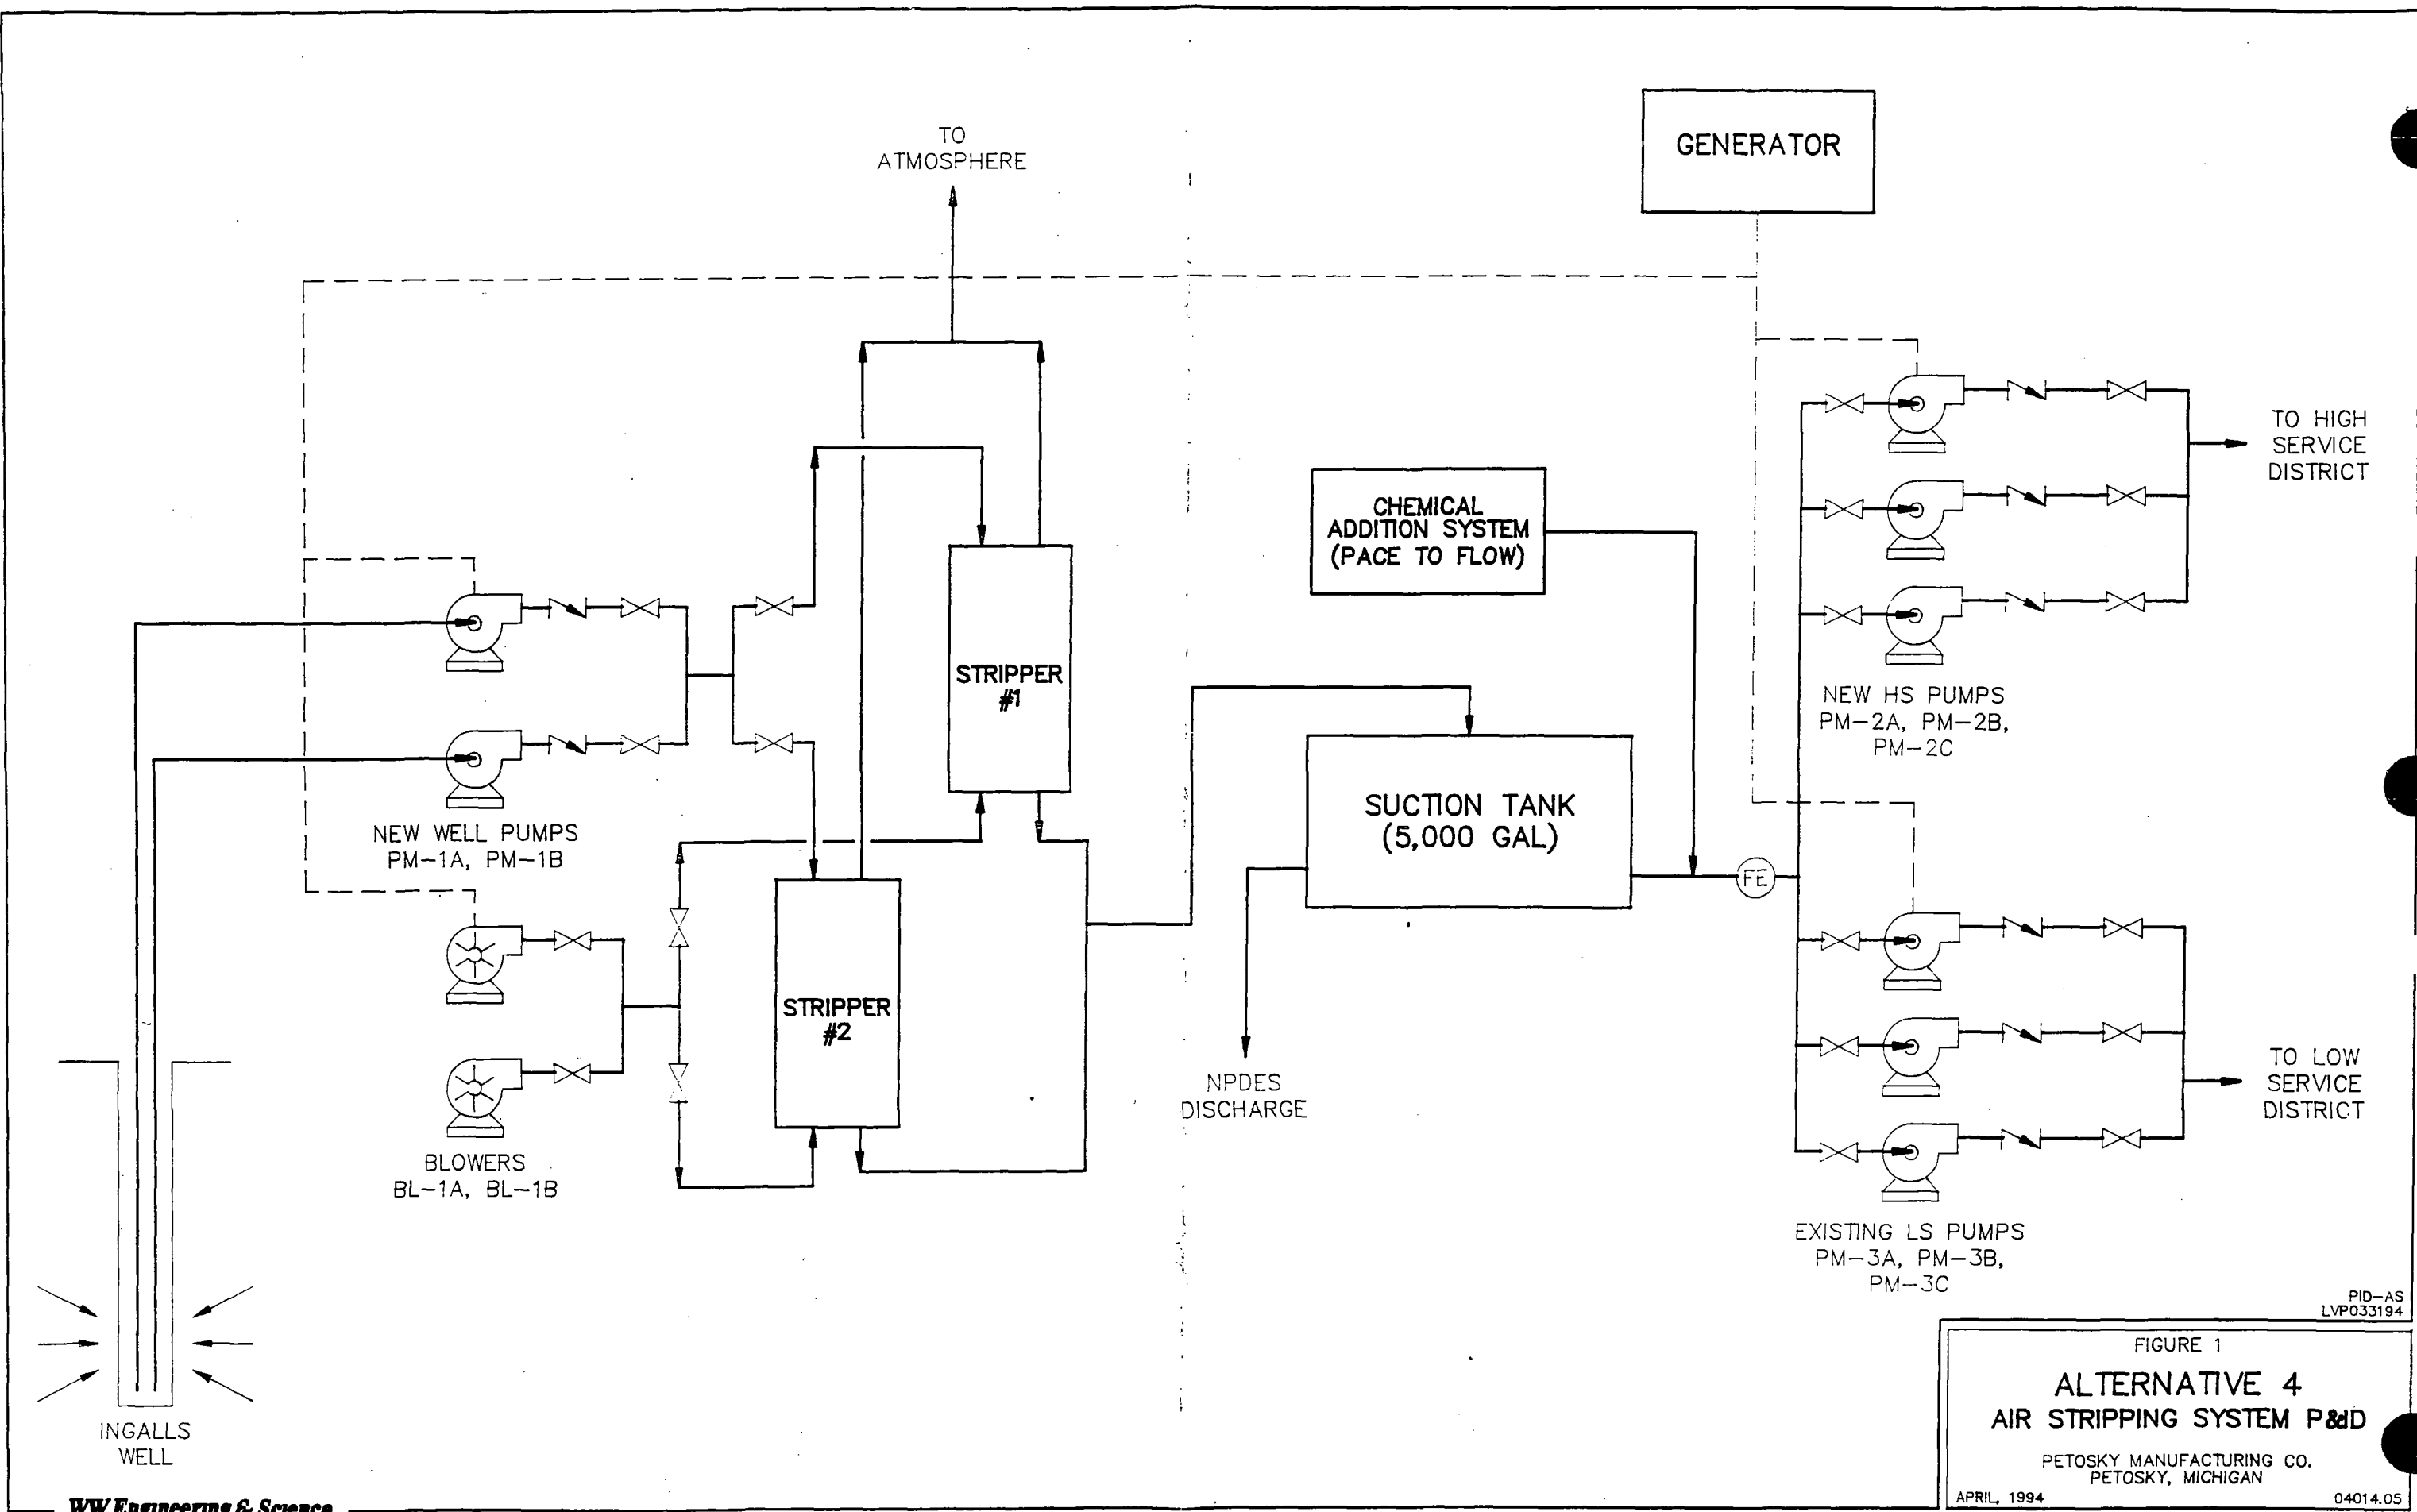 TO
ATMOSPHERE
GENERATOR
TO HIGH
SERVICE
DISTRICT
CHEMICAL
ADDITION SYSTEM
(PACE TO FLOW)
STRIPPER
#1
NEW HS PUMPS
PM-2A, PM-2B,
PM-2C
SUCTION TANK
(5,000 GAL)
NEW WELL PUMPS
PM-1A, PM-1B
FE
STRIPPER
#2
NPDES
DISCHARGE
TO LOW
SERVICE
DISTRICT
BLOWERS
BL-1A, BL-1B
EXISTING LS PUMPS
PM-3A, PM-3B,
PM-3C
INGALLS
WELL
PID-AS
LVP033194
FIGURE 1
ALTERNATIVE 4
AIR STRIPPING SYSTEM P&ID
PETOSKY MANUFACTURING CO.
PETOSKY, MICHIGAN
APRIL, 1994
04014.05
WW Engineering & Science